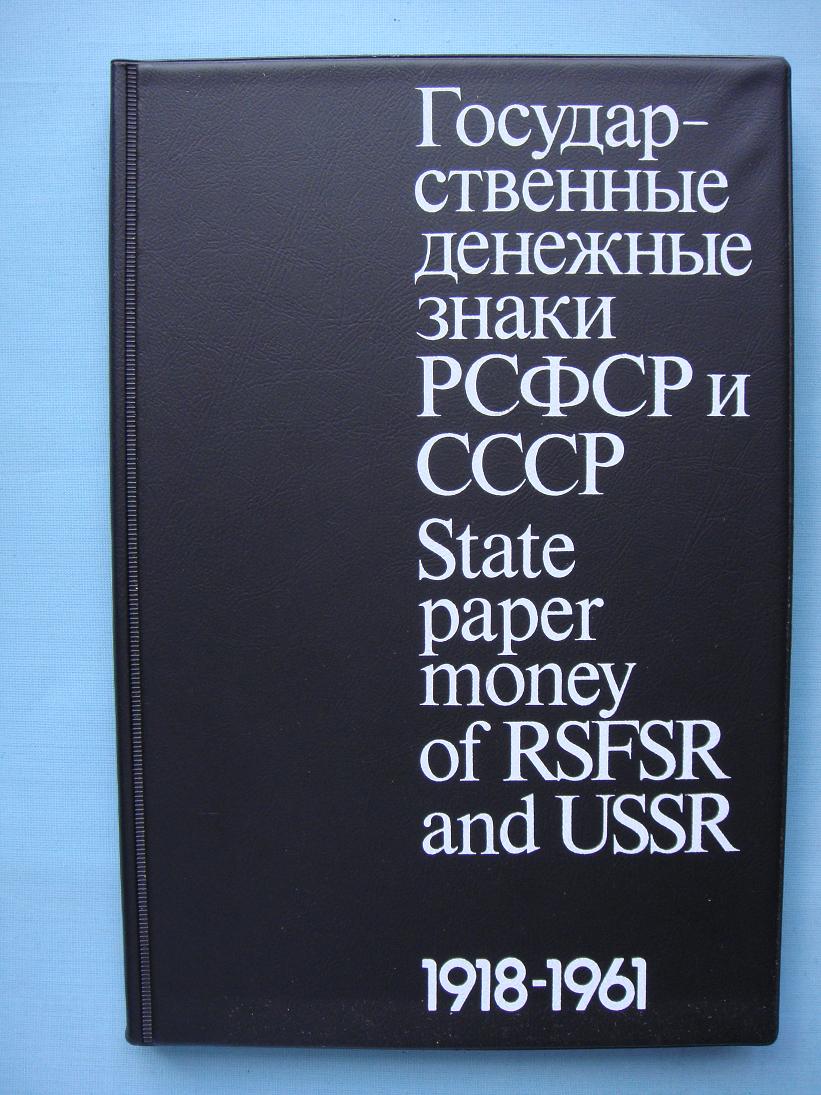 Государ-
ственные
денежные
знаки
РСФСР и
СССР
State
paper
money
of RSFSR
and USSR
1918-1961